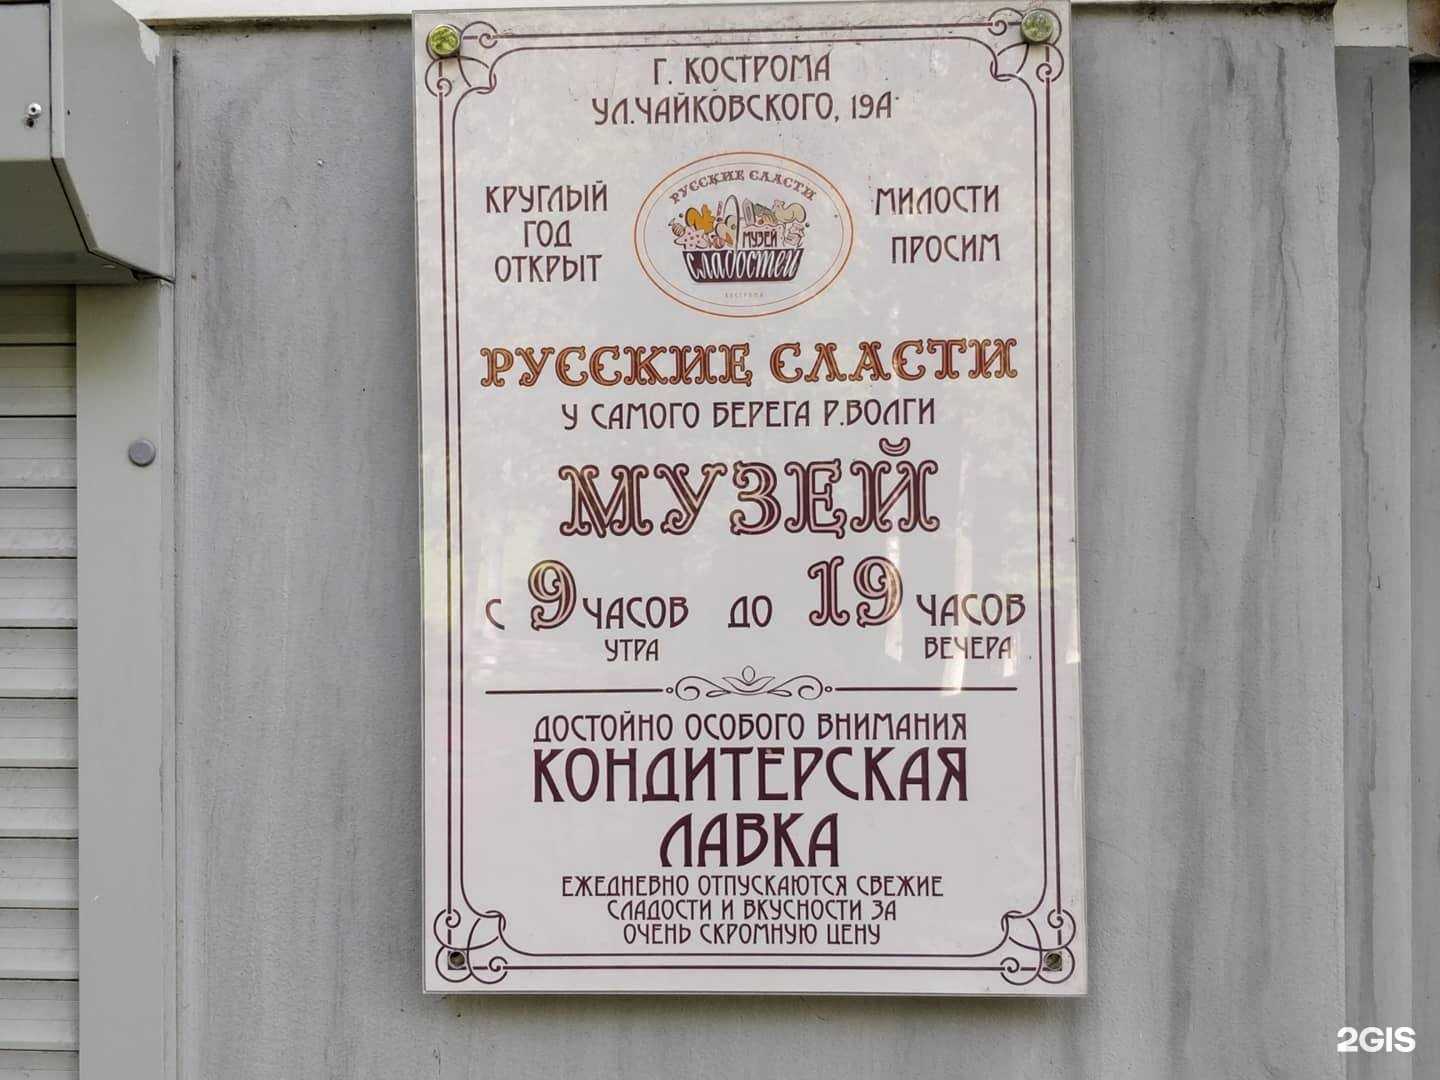 Г. КОСТРОМА
УЛ.ЧАЙКОВСКОГО, 19А
КРУГЛЫЙ
ГОД
ОТКРЫТ
РУССКИЕ СЛАСТИ
МУЗЕЙ
СЛАДОСТЕЙ
КОСТРОМА
МИЛОСТИ
ПРОСИМ
РУССКИЕ СЛАСТИ
У САМОГО БЕРЕГА Р.ВОЛГИ
МУЗЕЙ
С 9 ЧАСОВ ДО 19 ЧАСОВ
УТРА ВЕЧЕРА
ДОСТОЙНО ОСОБОГО ВНИМАНИЯ
КОНДИТЕРСКАЯ
ЛАВКА
ЕЖЕДНЕВНО ОТПУСКАЮТСЯ СВЕЖИЕ
СЛАДОСТИ И ВКУСНОСТИ ЗА
ОЧЕНЬ СКРОМНУЮ ЦЕНУ
2GIS